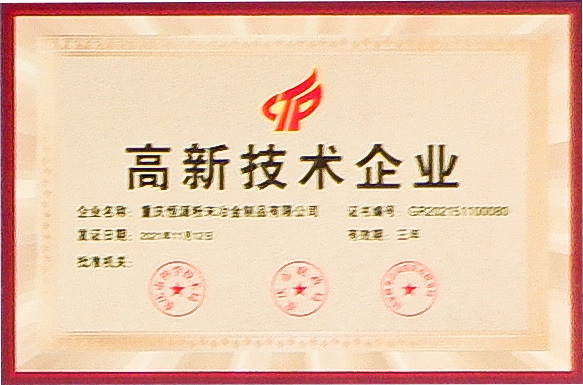 高新技术企业
企业名称: 重庆恒源粉末冶金制品有限公司 证书编号: GR202151100080
发证日期: 2021年11月12日 有效期: 三年
批准机关: